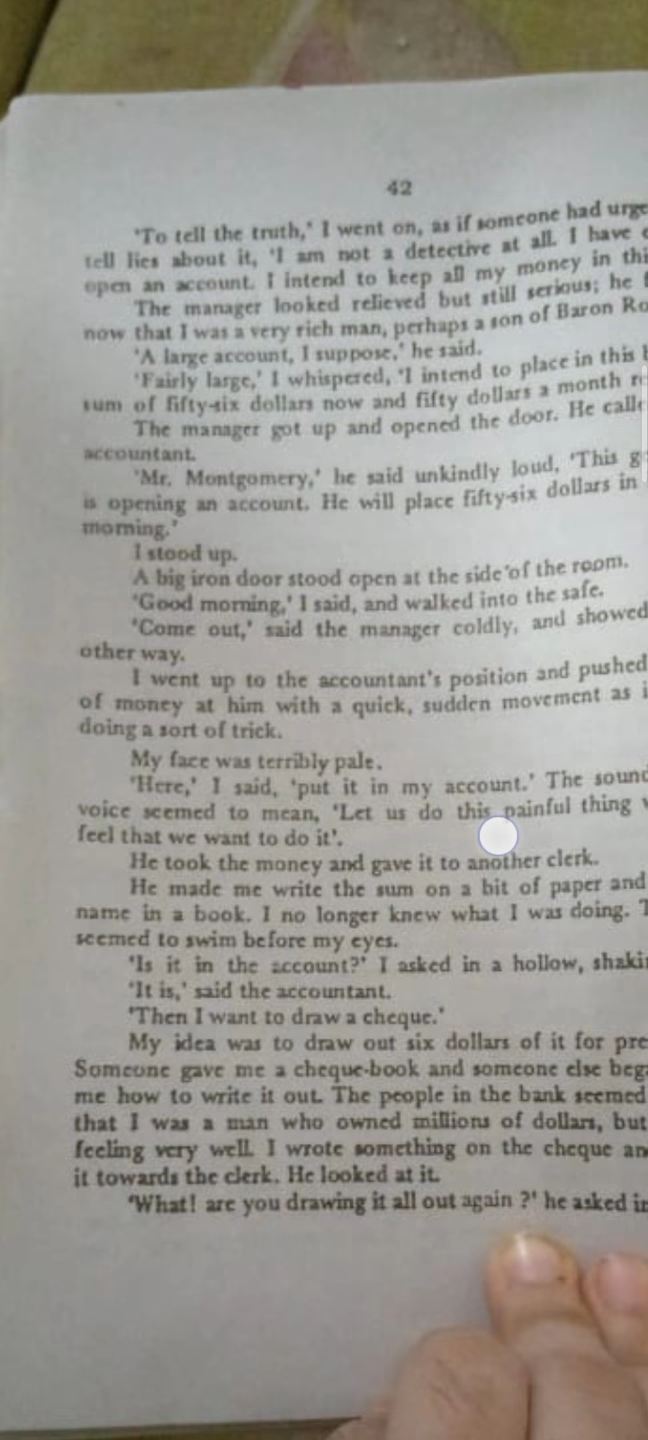 42
'To tell the truth,' I went on, as if someone had urge
tell lies about it, 'I am not a detective at all. I have
open an account. I intend to keep all my money in thi
The manager looked relieved but still serious; he
now that I was a very rich man, perhaps a son of Baron Ro
'A large account, I suppose,' he said.
'Fairly large,' I whispered, 'I intend to place in this
sum of fifty-six dollars now and fifty dollars a month
The manager got up and opened the door. He calle
accountant.
'Mr. Montgomery,' he said unkindly loud, 'This g
is opening an account. He will place fifty-six dollars in
morning.'
I stood up.
A big iron door stood open at the side of the room.
'Good morning,' I said, and walked into the safe.
'Come out,' said the manager coldly, and showed
other way.
I went up to the accountant's position and pushed
of money at him with a quick, sudden movement as i
doing a sort of trick.
My face was terribly pale.
'Here,' I said, 'put it in my account.' The sound
voice seemed to mean, 'Let us do this painful thing
feel that we want to do it'.
He took the money and gave it to another clerk.
He made me write the sum on a bit of paper and
name in a book. I no longer knew what I was doing. T
seemed to swim before my eyes.
'Is it in the account?' I asked in a hollow, shaki
'It is,' said the accountant.
'Then I want to draw a cheque.'
My idea was to draw out six dollars of it for pre
Someone gave me a cheque-book and someone else beg
me how to write it out. The people in the bank seemed
that I was a man who owned millions of dollars, but
feeling very well. I wrote something on the cheque an
it towards the clerk. He looked at it.
'What! are you drawing it all out again ?' he asked in